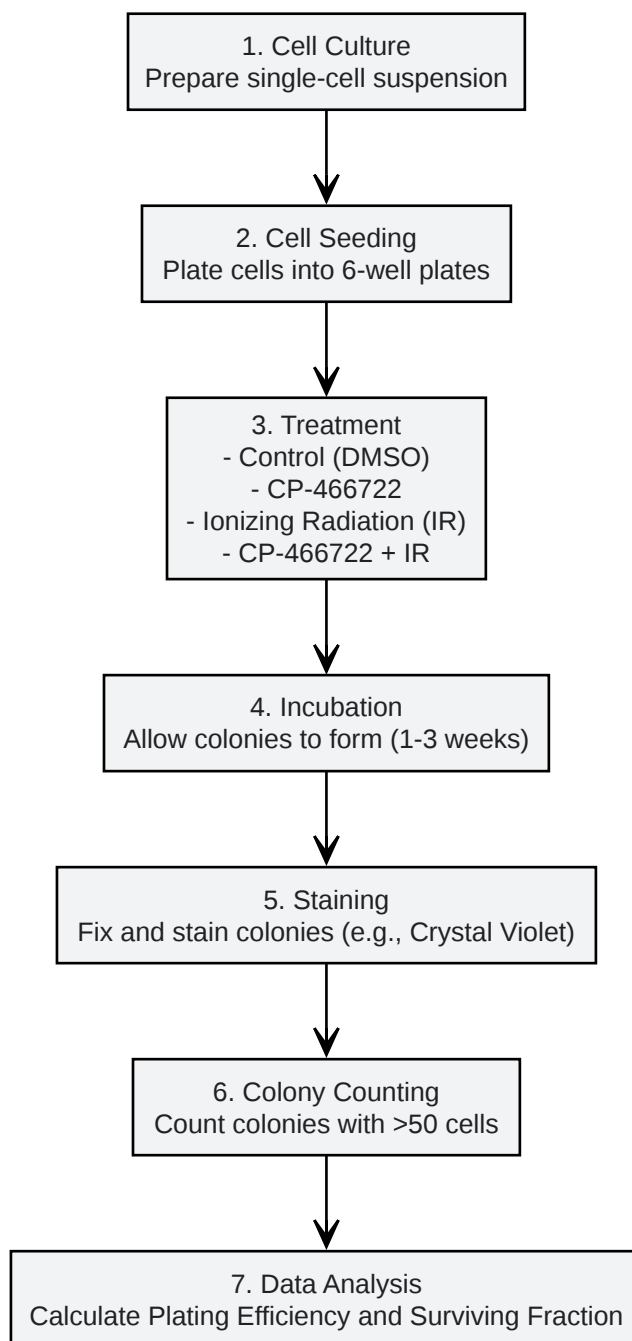 1. Cell Culture
Prepare single-cell suspension
2. Cell Seeding
Plate cells into 6-well plates
3. Treatment
- Control (DMSO)
- CP-466722
- Ionizing Radiation (IR)
- CP-466722 + IR
4. Incubation
Allow colonies to form (1-3 weeks)
5. Staining
Fix and stain colonies (e.g., Crystal Violet)
6. Colony Counting
Count colonies with >50 cells
7. Data Analysis
Calculate Plating Efficiency and Surviving Fraction